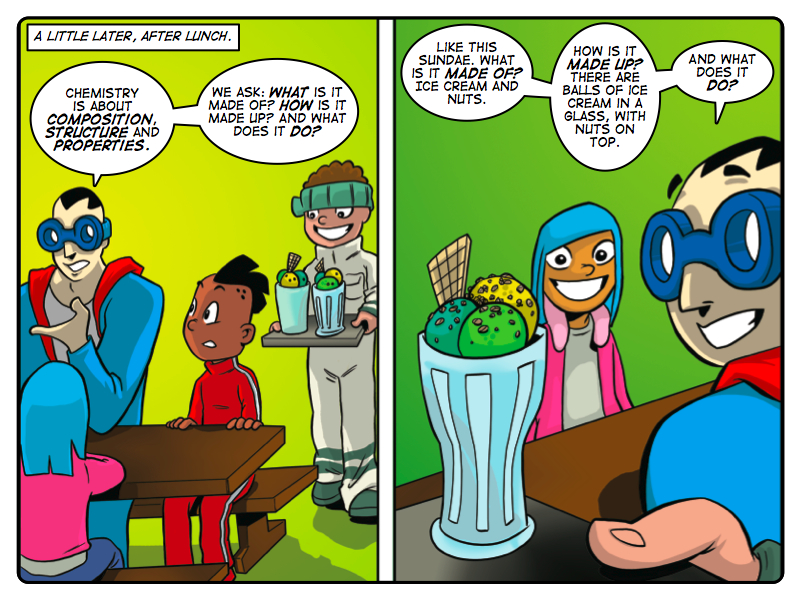 A LITTLE LATER, AFTER LUNCH.
CHEMISTRY
IS ABOUT
COMPOSITION,
STRUCTURE AND
PROPERTIES.
WE ASK: WHAT IS IT
MADE OF? HOW IS IT
MADE UP? AND WHAT
DOES IT DO?
LIKE THIS
SUNDAE. WHAT
IS IT MADE OF?
ICE CREAM AND
NUTS.
HOW IS IT
MADE UP?
THERE ARE
BALLS OF ICE
CREAM IN A
GLASS, WITH
NUTS ON
TOP.
AND WHAT
DOES IT
DO?